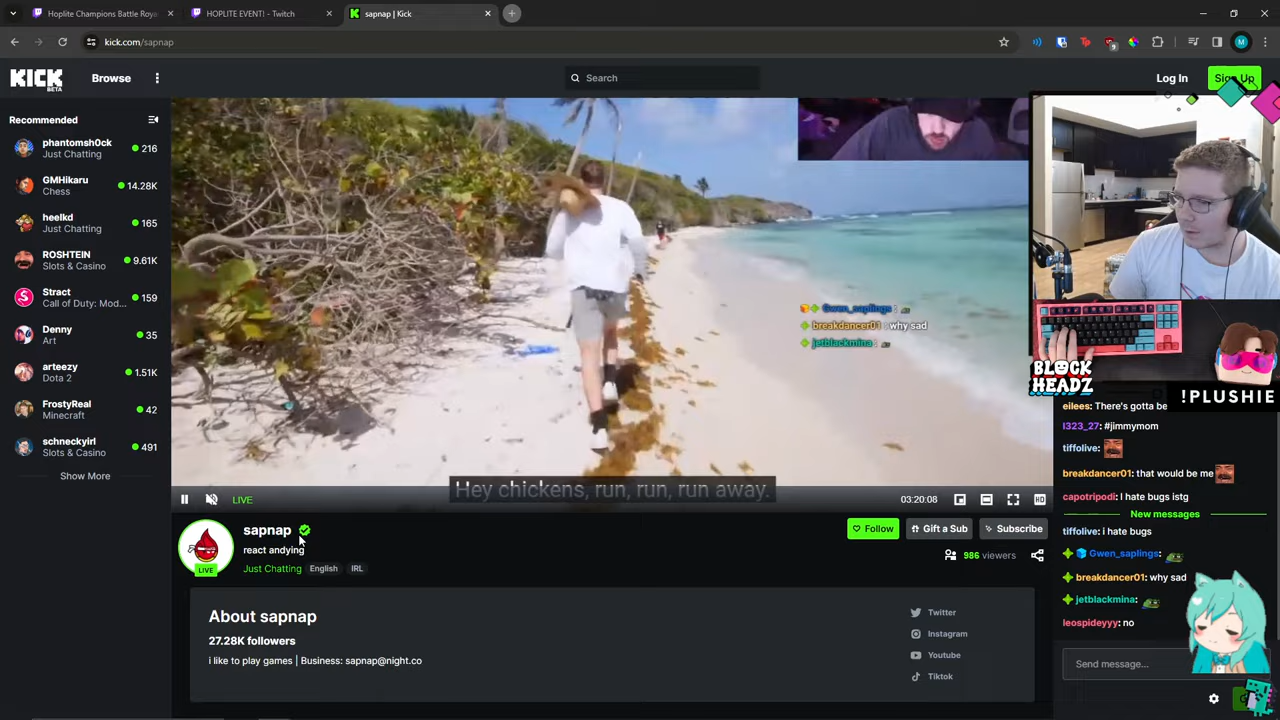 Hoplite Champions Battle Roy
HOPLITE EVENT! - Twitch
sapnap | Kick
kick.com/sapnap
M
KICK
BETA
Browse
Search
Log In
Sign Up
Recommended
phantomsh0ck
Just Chatting
216
GMHikaru
Chess
14.28K
heelkd
Just Chatting
165
ROSHTEIN
Slots & Casino
9.61K
Stract
Call of Duty: Mod...
159
Denny
Art
35
arteezy
Dota 2
1.51K
FrostyReal
Minecraft
42
schneckyirl
Slots & Casino
491
Show More
Gwen_saplings:
breakdancer01: why sad
jetblackmina:
Hey chickens, run, run, run away.
LIVE
03:20:08
HD
sapnap
react andying
Just Chatting English IRL
LIVE
Follow
Gift a Sub
Subscribe
986 viewers
About sapnap
27.28K followers
i like to play games | Business: sapnap@night.co
Twitter
Instagram
Youtube
Tiktok
BLOCK
HEADZ
!PLUSHIE
eilees: There's gotta be
l323_27: #jimmymom
tiffolive:
breakdancer01: that would be me
capotripodi: I hate bugs istg
New messages
tiffolive: i hate bugs
Gwen_saplings:
breakdancer01: why sad
jetblackmina:
leospideyyy: no
Send message...